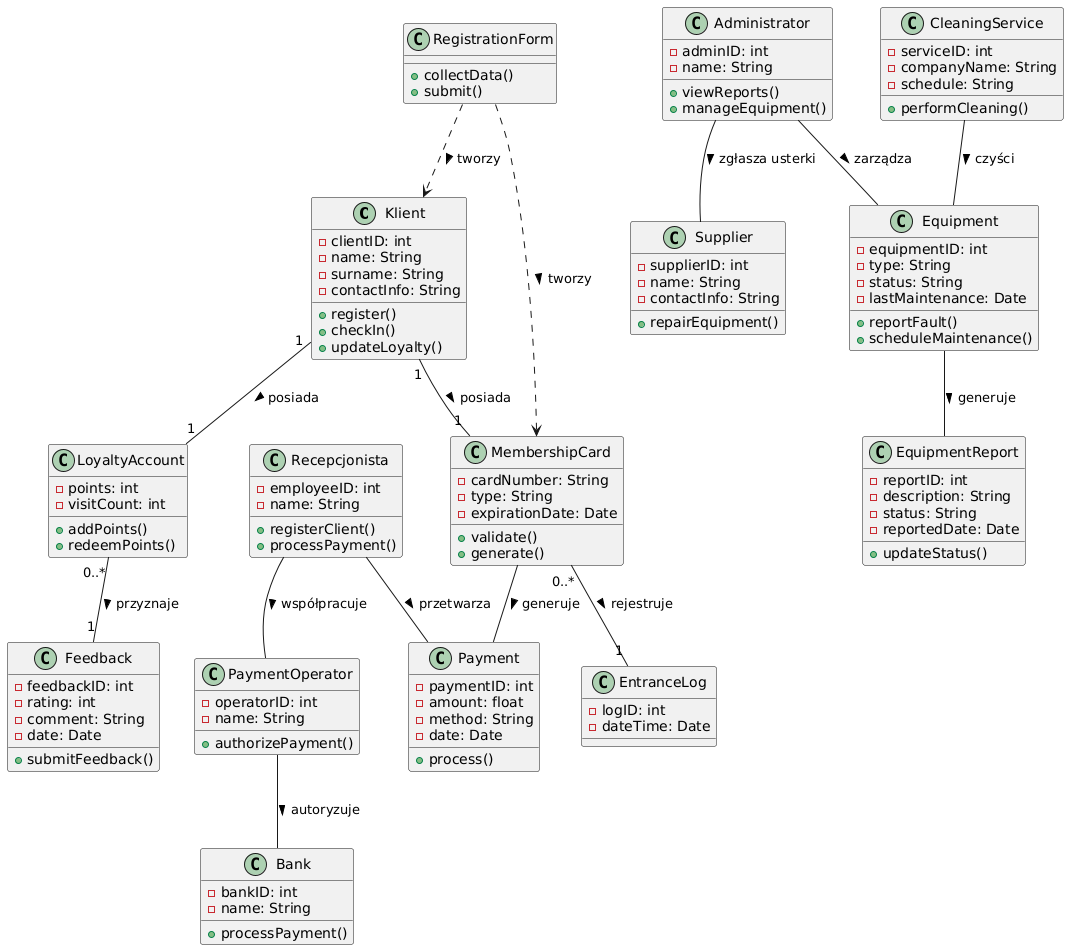 C RegistrationForm
collectData()
submit()
C Administrator
adminID: int
name: String
viewReports()
manageEquipment()
C CleaningService
serviceID: int
companyName: String
schedule: String
performCleaning()
tworzy
zgłasza usterki
zarządza
czyści
C Klient
clientID: int
name: String
surname: String
contactInfo: String
register()
checkIn()
updateLoyalty()
C Supplier
supplierID: int
name: String
contactInfo: String
repairEquipment()
C Equipment
equipmentID: int
type: String
status: String
lastMaintenance: Date
reportFault()
scheduleMaintenance()
tworzy
1
posiada
1
1
posiada
1
generuje
C LoyaltyAccount
points: int
visitCount: int
addPoints()
redeemPoints()
C Recepcjonista
employeeID: int
name: String
registerClient()
processPayment()
C MembershipCard
cardNumber: String
type: String
expirationDate: Date
validate()
generate()
C EquipmentReport
reportID: int
description: String
status: String
reportedDate: Date
updateStatus()
0..*
przyznaje
1
współpracuje
przetwarza
generuje
0..*
rejestruje
1
C Feedback
feedbackID: int
rating: int
comment: String
date: Date
submitFeedback()
C PaymentOperator
operatorID: int
name: String
authorizePayment()
C Payment
paymentID: int
amount: float
method: String
date: Date
process()
C EntranceLog
logID: int
dateTime: Date
autoryzuje
C Bank
bankID: int
name: String
processPayment()